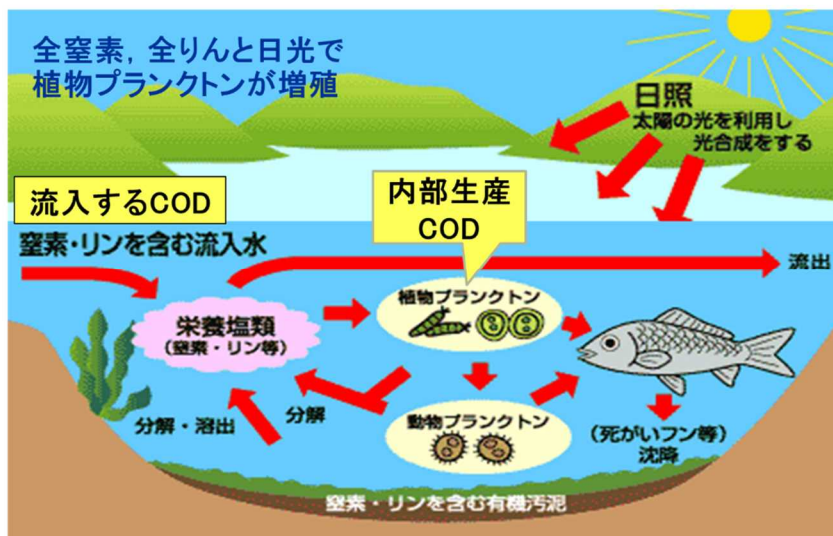 全窒素，全りんと日光で
植物プランクトンが増殖
日照
太陽の光を利用し
光合成をする
流入するCOD
内部生産
COD
窒素・リンを含む流入水
流出
栄養塩類
(窒素・リン等)
植物プランクトン
分解・溶出
分解
動物プランクトン
(死がいフン等)
沈降
窒素・リンを含む有機汚泥